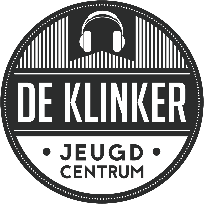 DE KLINKER
• JEUGD •
CENTRUM